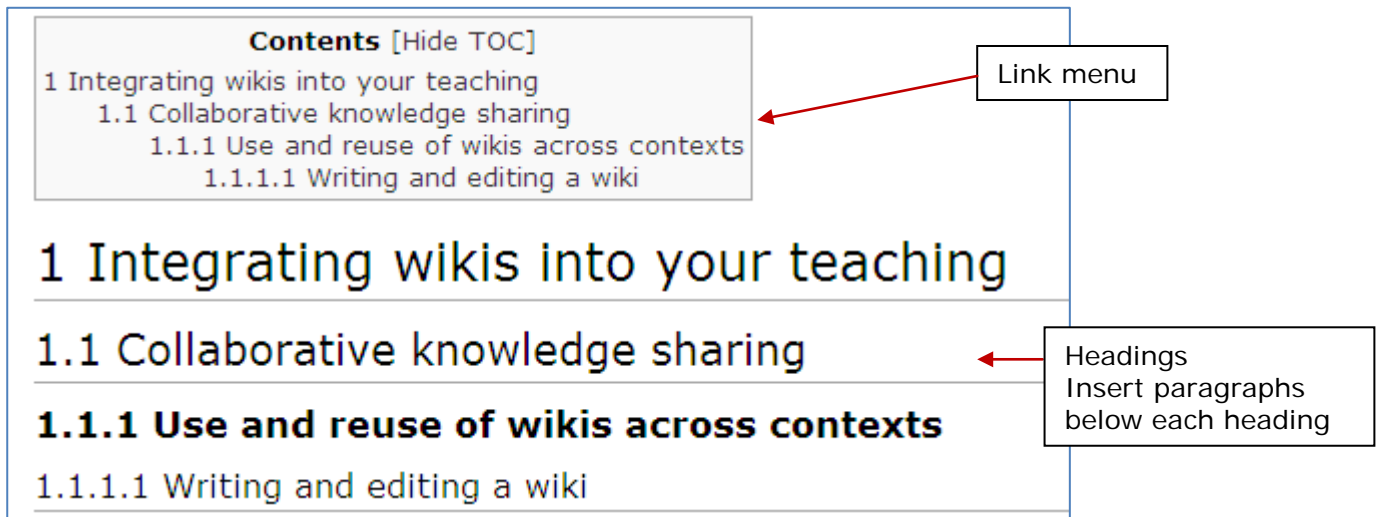 Contents [Hide TOC]
1 Integrating wikis into your teaching
1.1 Collaborative knowledge sharing
1.1.1 Use and reuse of wikis across contexts
1.1.1.1 Writing and editing a wiki
Link menu
1 Integrating wikis into your teaching
1.1 Collaborative knowledge sharing
Headings
Insert paragraphs
below each heading
1.1.1 Use and reuse of wikis across contexts
1.1.1.1 Writing and editing a wiki